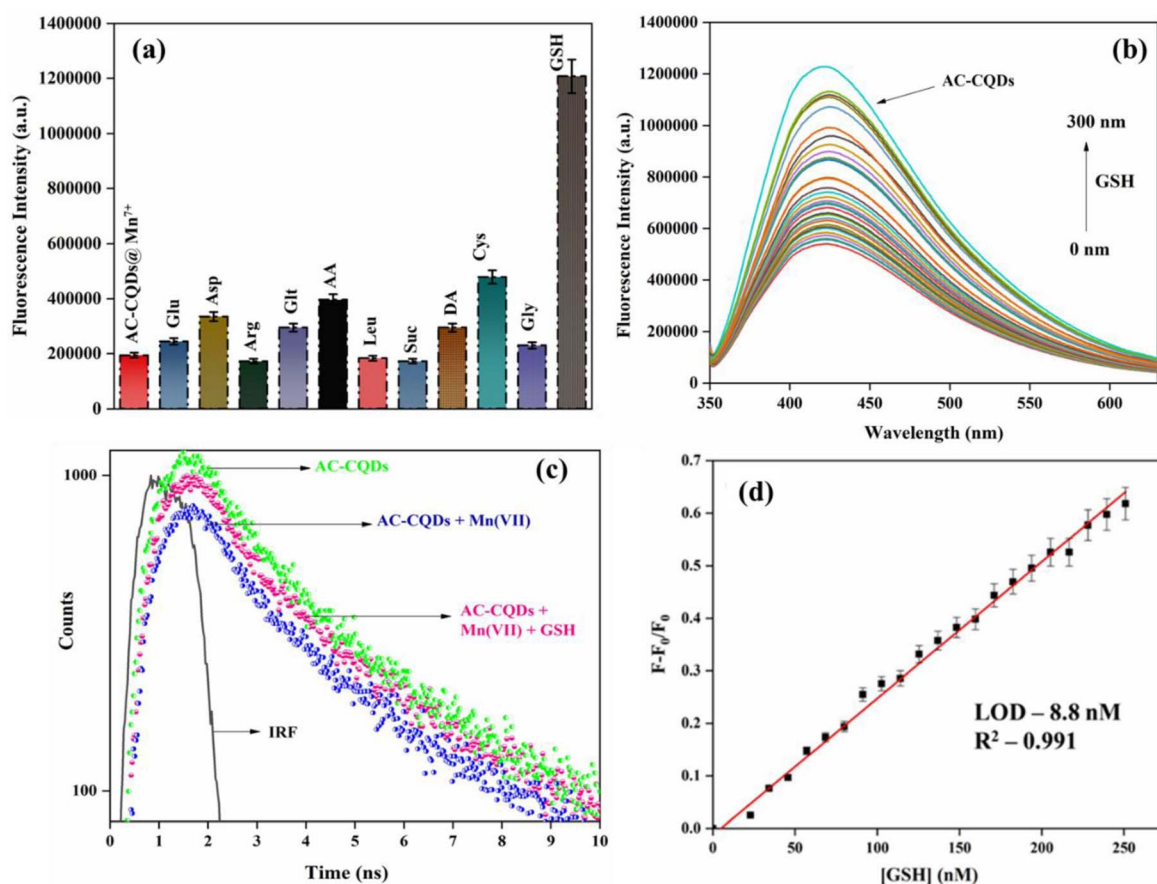 (a)
Fluorescence Intensity (a.u.)
1400000
1200000
1000000
800000
600000
400000
200000
0
AC-CQDs@ Mn7+
Glu
Asp
Arg
Glt
AA
Leu
Suc
DA
Cys
Gly
GSH
(b)
Fluorescence Intensity (a.u.)
1400000
1200000
1000000
800000
600000
400000
200000
0
AC-CQDs
300 nm
GSH
0 nm
350
400
450
500
550
600
Wavelength (nm)
(c)
Counts
1000
100
AC-CQDs
AC-CQDs + Mn(VII)
AC-CQDs +
Mn(VII) + GSH
IRF
0
1
2
3
4
5
6
7
8
9
10
Time (ns)
(d)
F-F0/F0
0.7
0.6
0.5
0.4
0.3
0.2
0.1
0.0
LOD – 8.8 nM
R2 – 0.991
0
50
100
150
200
250
[GSH] (nM)